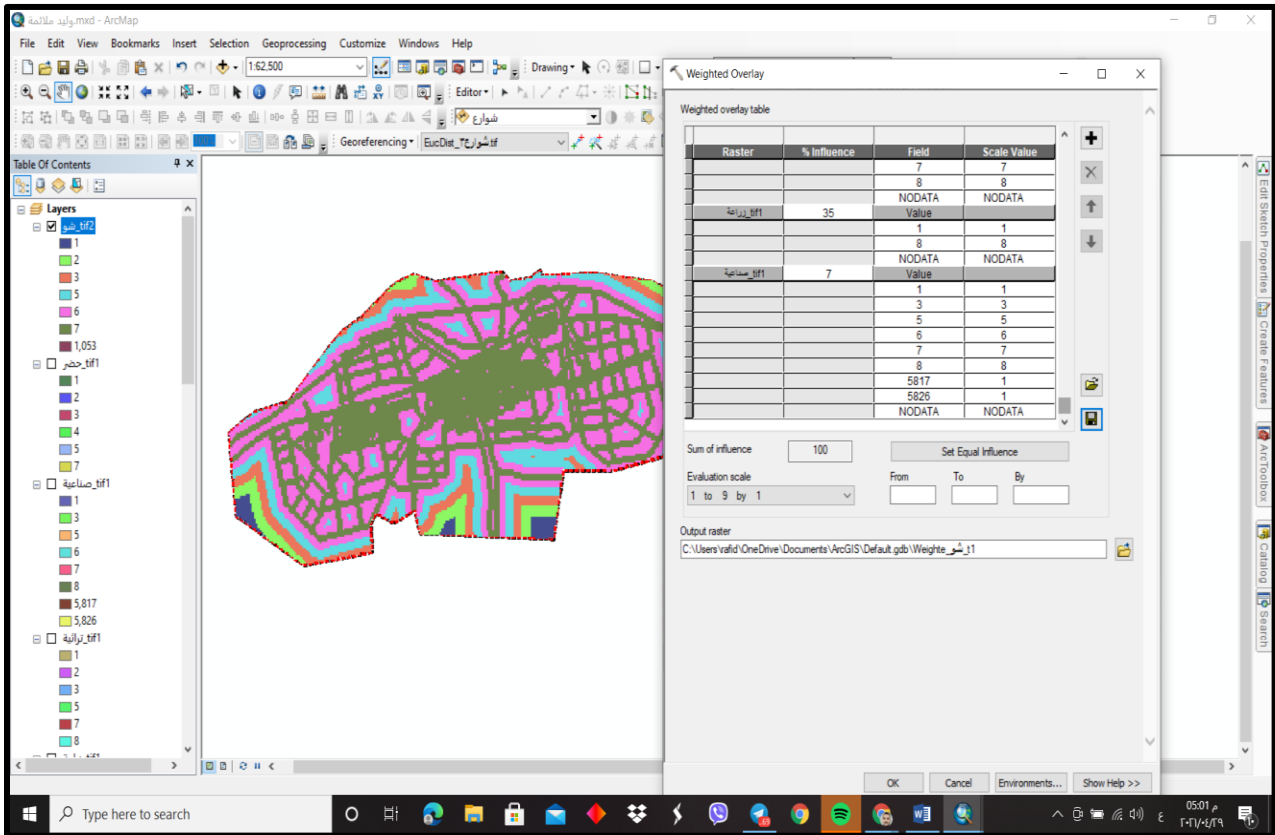 وليد ملائمة.mxd - ArcMap
File Edit View Bookmarks Insert Selection Geoprocessing Customize Windows Help
1:62,500
Drawing
Editor
شوارع
Georeferencing
EucDist_شوارع٣.tif
Table Of Contents
Layers
شو_tif2
1
2
3
5
6
7
1,053
حضر_tif1
1
2
3
4
5
7
صناعية_tif1
1
3
5
6
7
8
5,817
5,826
تراثية_tif1
1
2
3
5
7
8
Weighted Overlay
Weighted overlay table
Raster % Influence Field Scale Value
7 7
8 8
NODATA NODATA
زراعة_tif1 35 Value
1 1
8 8
NODATA NODATA
صناعية_tif1 7 Value
1 1
3 3
5 5
6 6
7 7
8 8
5817 1
5826 1
NODATA NODATA
Sum of influence 100 Set Equal Influence
Evaluation scale From To By
1 to 9 by 1
Output raster
C:\Users\rafid\OneDrive\Documents\ArcGIS\Default.gdb\Weighte_شو_t1
OK Cancel Environments... Show Help >>
Edit Sketch Properties
Create Features
ArcToolbox
Catalog
Search
Type here to search
ع
05:01 م
٢٠٢١/٠٤/٢٩